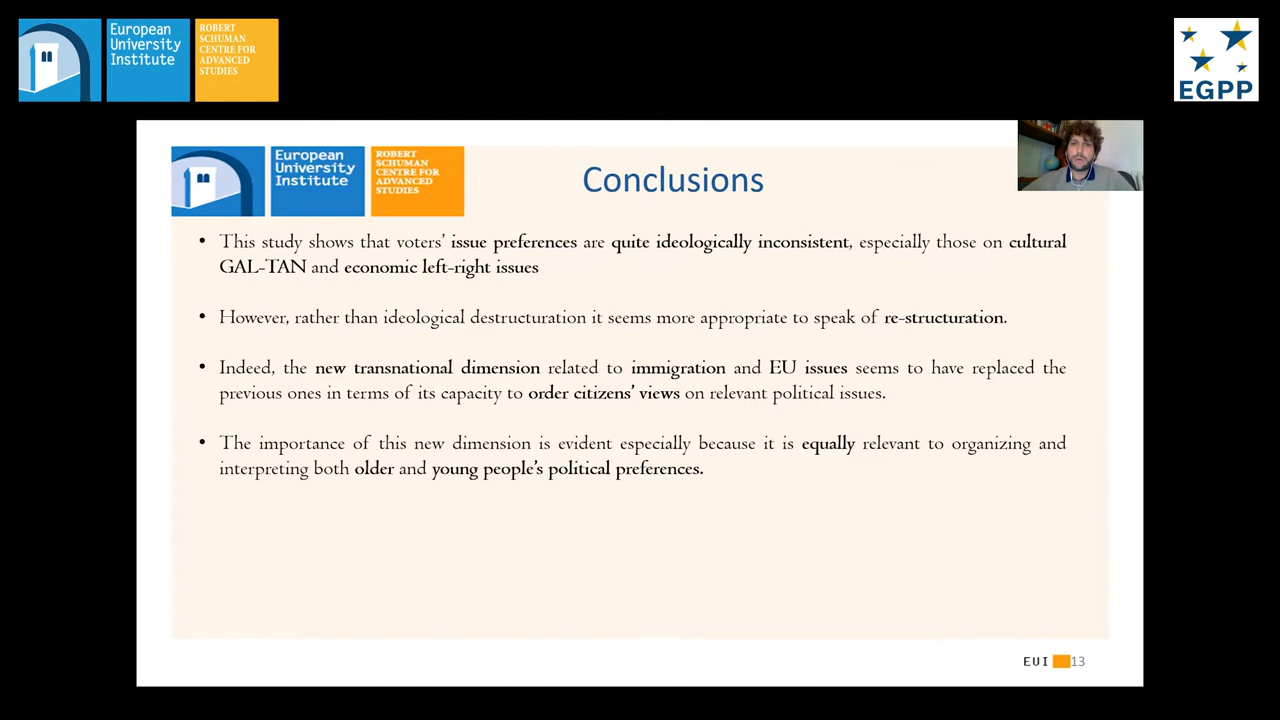 European
University
Institute
ROBERT
SCHUMAN
CENTRE FOR
ADVANCED
STUDIES
EGPP
European
University
Institute
ROBERT
SCHUMAN
CENTRE FOR
ADVANCED
STUDIES
Conclusions
• This study shows that voters’ issue preferences are quite ideologically inconsistent, especially those on cultural
GAL-TAN and economic left-right issues
• However, rather than ideological destructuration it seems more appropriate to speak of re-structuration.
• Indeed, the new transnational dimension related to immigration and EU issues seems to have replaced the
previous ones in terms of its capacity to order citizens’ views on relevant political issues.
• The importance of this new dimension is evident especially because it is equally relevant to organizing and
interpreting both older and young people’s political preferences.
EUI 13